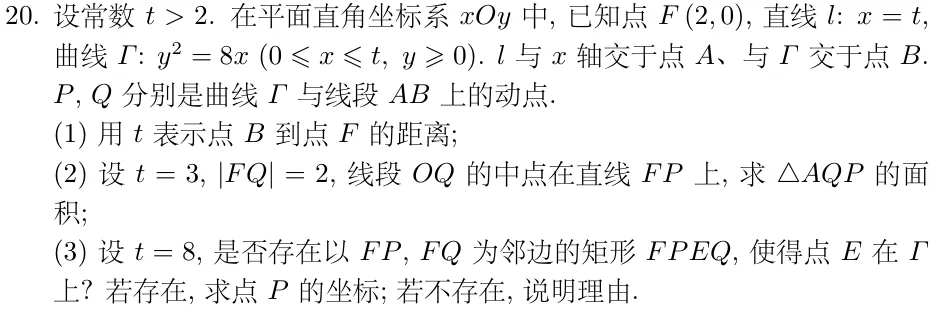 20. 设常数 t > 2. 在平面直角坐标系 xOy 中, 已知点 F (2,0), 直线 l: x = t,
曲线 Γ: y² = 8x (0 ⩽ x ⩽ t, y ⩾ 0). l 与 x 轴交于点 A、与 Γ 交于点 B.
P, Q 分别是曲线 Γ 与线段 AB 上的动点.
(1) 用 t 表示点 B 到点 F 的距离;
(2) 设 t = 3, |FQ| = 2, 线段 OQ 的中点在直线 FP 上, 求 △AQP 的面
积;
(3) 设 t = 8, 是否存在以 FP, FQ 为邻边的矩形 FPEQ, 使得点 E 在 Γ
上? 若存在, 求点 P 的坐标; 若不存在, 说明理由.